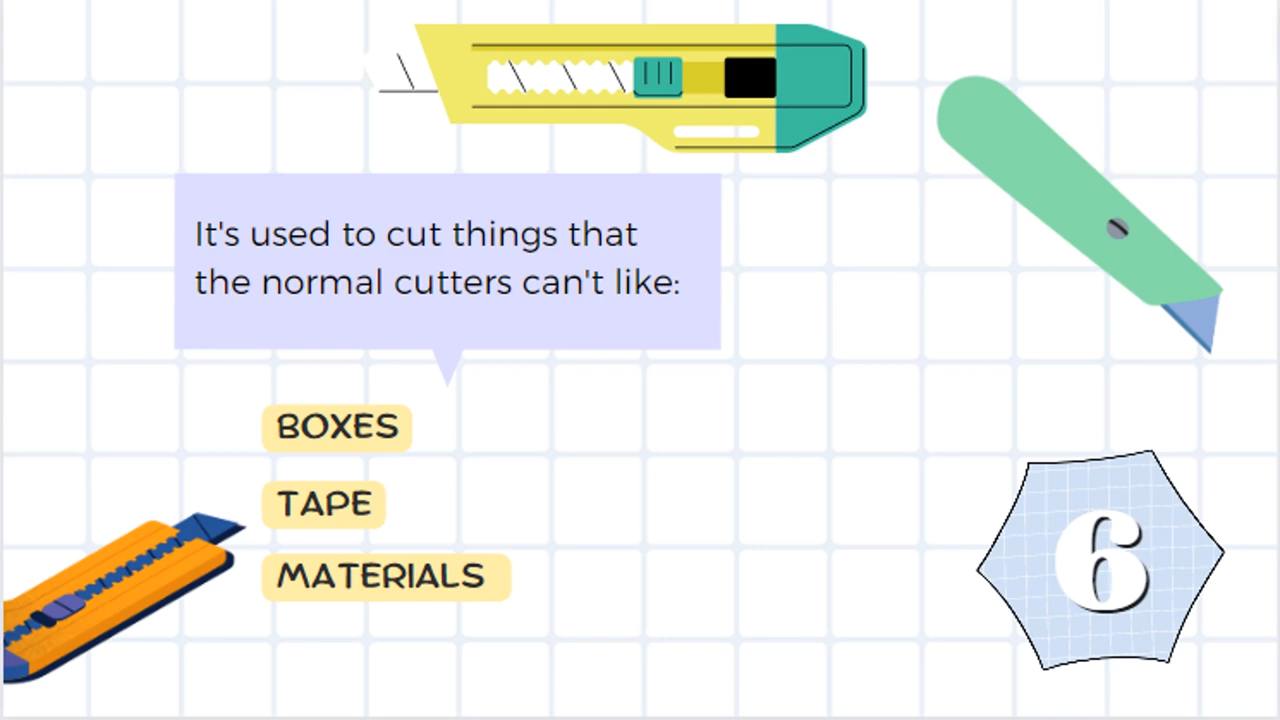 It's used to cut things that
the normal cutters can't like:
BOXES
TAPE
MATERIALS
6